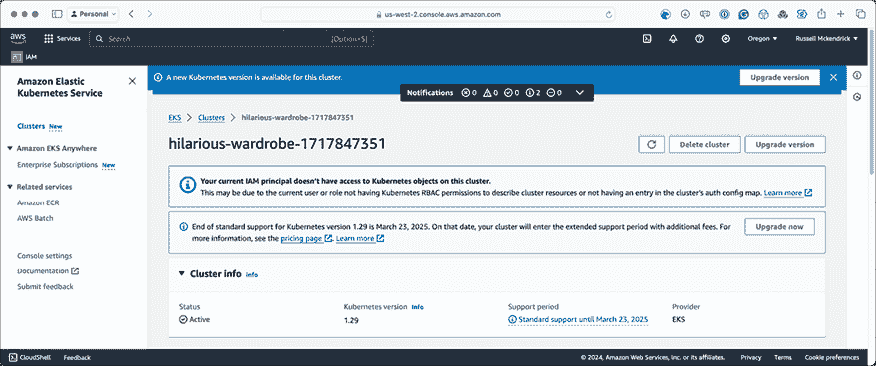 Personal
us-west-2.console.aws.amazon.com
aws
Services
Search
[Option+S]
Oregon
Russell Mckendrick
IAM
Amazon Elastic
Kubernetes Service
Clusters New
Amazon EKS Anywhere
Enterprise Subscriptions New
Related services
Amazon ECR
AWS Batch
Console settings
Documentation
Submit feedback
A new Kubernetes version is available for this cluster.
Upgrade version
Notifications 0 0 0 2 0
EKS > Clusters > hilarious-wardrobe-1717847351
hilarious-wardrobe-1717847351
Delete cluster
Upgrade version
Your current IAM principal doesn't have access to Kubernetes objects on this cluster.
This may be due to the current user or role not having Kubernetes RBAC permissions to describe cluster resources or not having an entry in the cluster's auth config map. Learn more
End of standard support for Kubernetes version 1.29 is March 23, 2025. On that date, your cluster will enter the extended support period with additional fees. For
more information, see the pricing page. Learn more
Upgrade now
Cluster info Info
Status
Active
Kubernetes version Info
1.29
Support period
Standard support until March 23, 2025
Provider
EKS
CloudShell
Feedback
© 2024, Amazon Web Services, Inc. or its affiliates.
Privacy
Terms
Cookie preferences